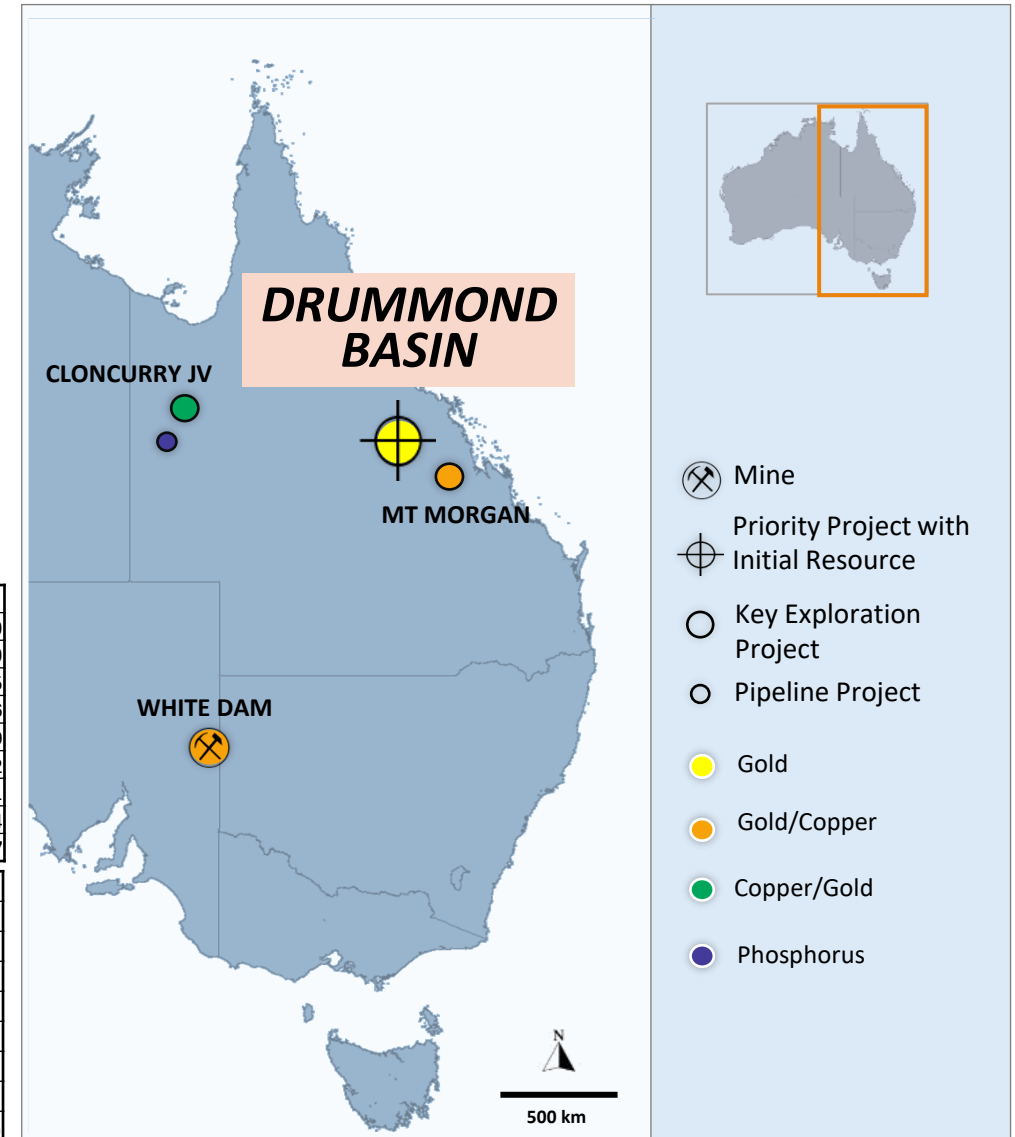 DRUMMOND
BASIN
CLONCURRY JV
MT MORGAN
WHITE DAM
N
500 km
Mine
Priority Project with
Initial Resource
Key Exploration
Project
Pipeline Project
Gold
Gold/Copper
Copper/Gold
Phosphorus